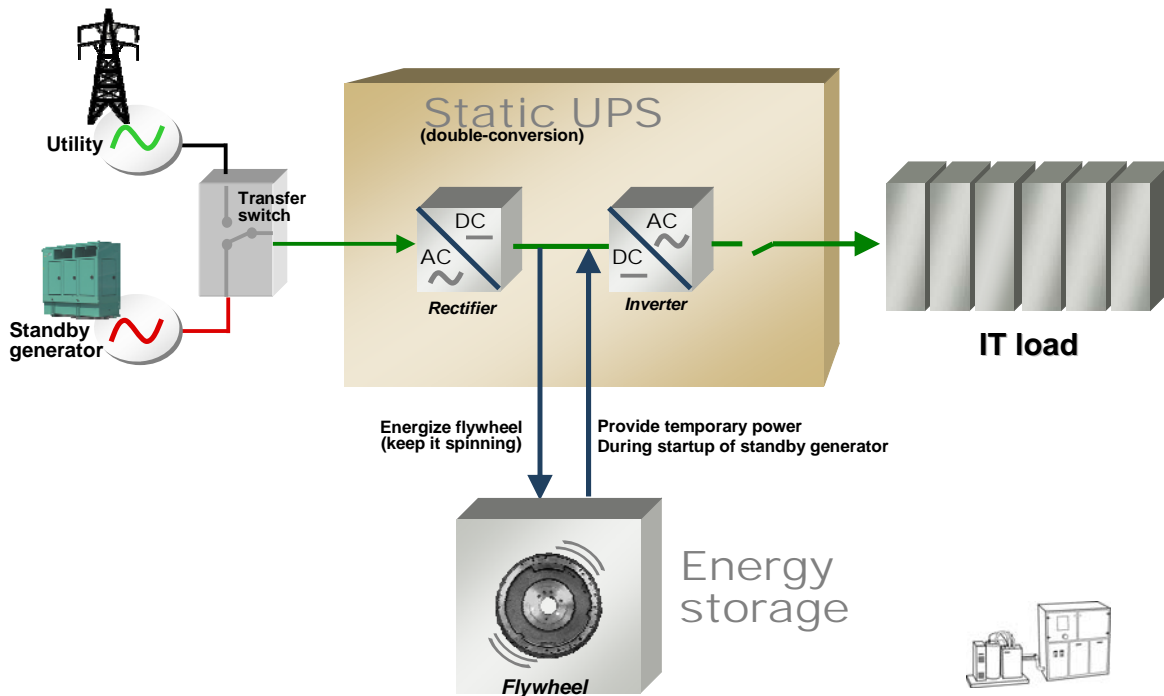 Static UPS
(double-conversion)
Utility
Transfer
switch
DC
AC
Rectifier
AC
DC
Inverter
Standby
generator
IT load
Energize flywheel
(keep it spinning)
Provide temporary power
During startup of standby generator
Energy
storage
Flywheel